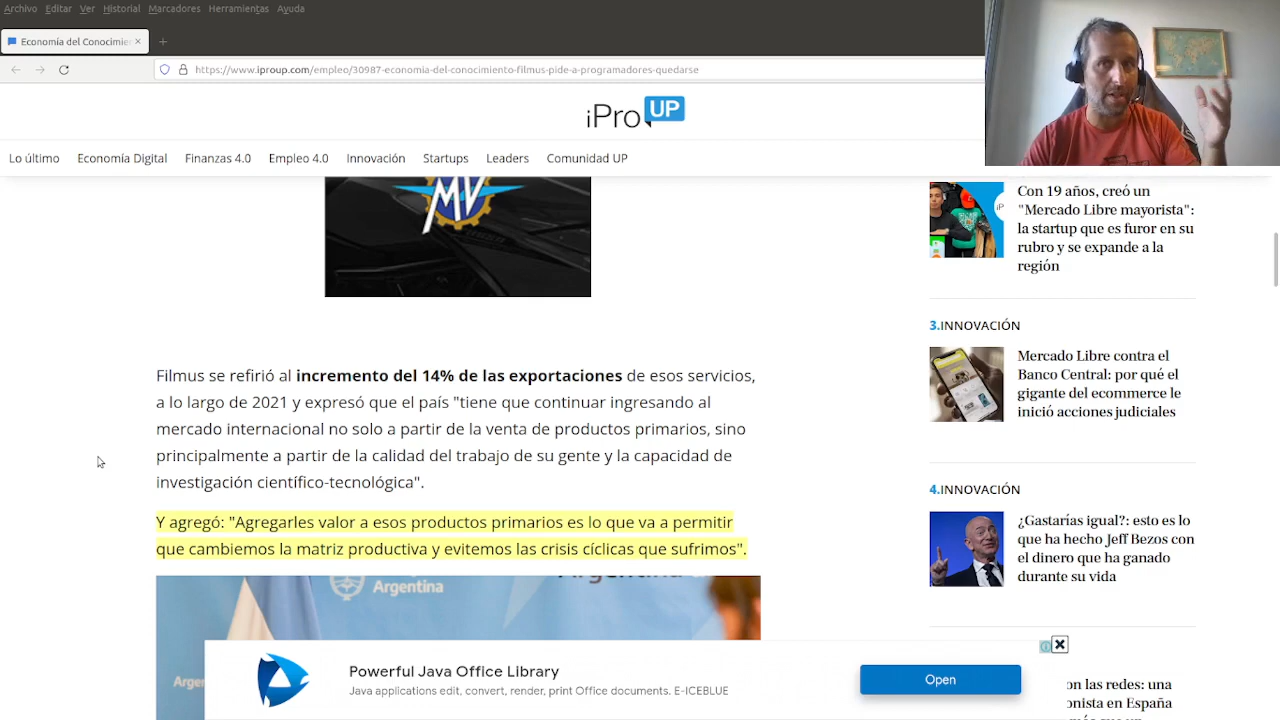 Archivo Editar Ver Historial Marcadores Herramientas Ayuda
Economía del Conocimie
https://www.iproup.com/empleo/30987-economia-del-conocimiento-filmus-pide-a-programadores-quedarse
iPro UP
Lo último Economía Digital Finanzas 4.0 Empleo 4.0 Innovación Startups Leaders Comunidad UP
MV
Filmus se refirió al incremento del 14% de las exportaciones de esos servicios,
a lo largo de 2021 y expresó que el país "tiene que continuar ingresando al
mercado internacional no solo a partir de la venta de productos primarios, sino
principalmente a partir de la calidad del trabajo de su gente y la capacidad de
investigación científico-tecnológica".
Y agregó: "Agregarles valor a esos productos primarios es lo que va a permitir
que cambiemos la matriz productiva y evitemos las crisis cíclicas que sufrimos".
Argentina
Argentina
Con 19 años, creó un
"Mercado Libre mayorista":
la startup que es furor en su
rubro y se expande a la
región
3.INNOVACIÓN
Mercado Libre contra el
Banco Central: por qué el
gigante del ecommerce le
inició acciones judiciales
4.INNOVACIÓN
¿Gastarías igual?: esto es lo
que ha hecho Jeff Bezos con
el dinero que ha ganado
durante su vida
on las redes: una
onista en España
Powerful Java Office Library
Java applications edit, convert, render, print Office documents. E-ICEBLUE
Open